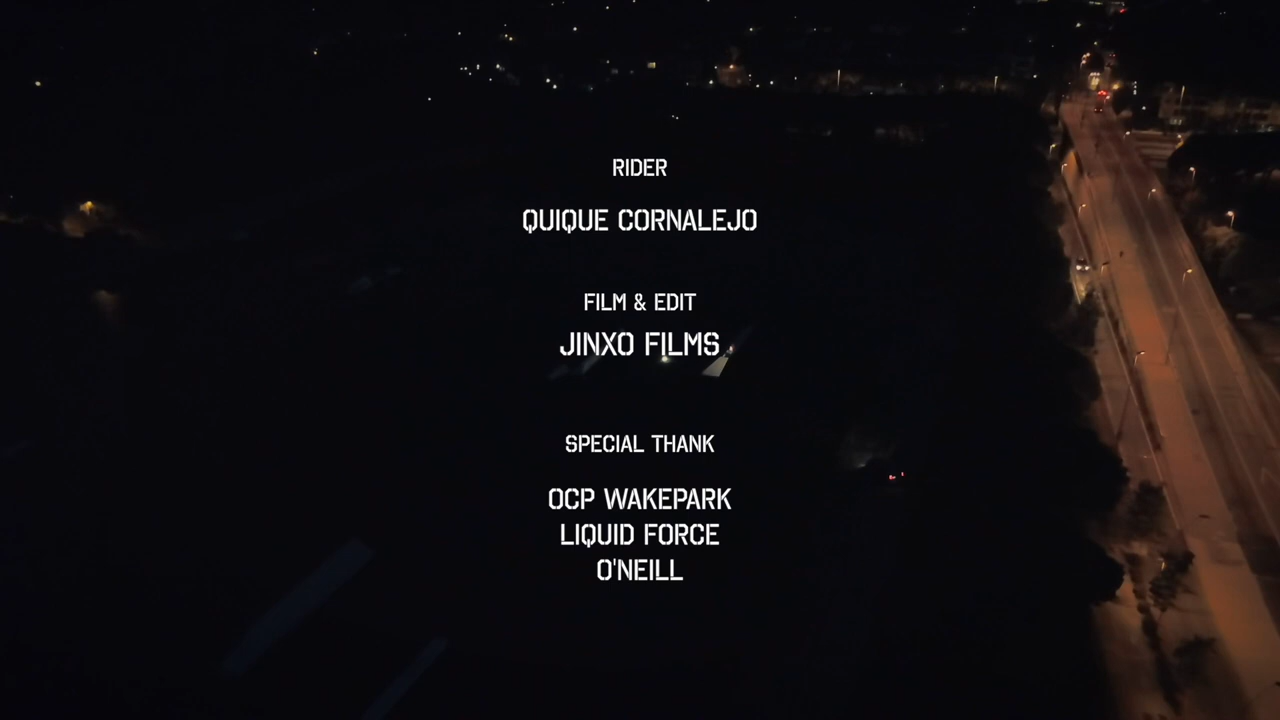 RIDER
QUIQUE CORNALEJO
FILM & EDIT
JINXO FILMS
SPECIAL THANK
OCP WAKEPARK
LIQUID FORCE
O'NEILL